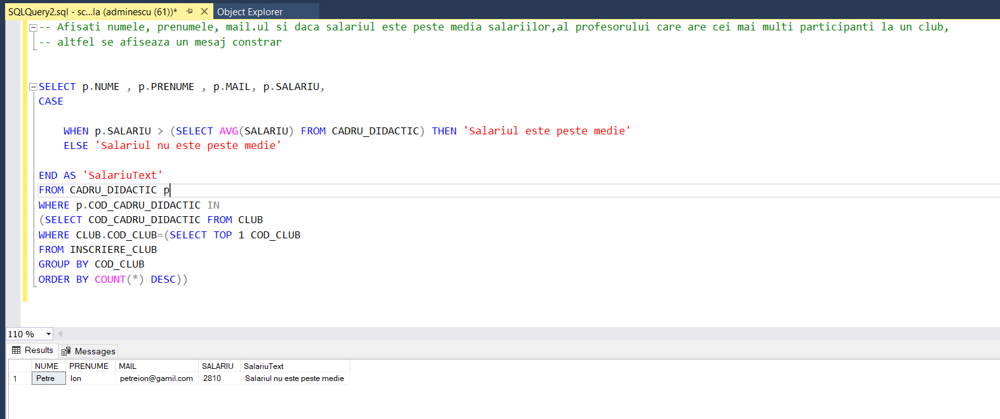 SQLQuery2.sql - sc...la (adminescu (61))* Object Explorer
-- Afisati numele, prenumele, mail.ul si daca salariul este peste media salariilor,al profesorului care are cei mai multi participanti la un club,
-- altfel se afiseaza un mesaj constrar
SELECT p.NUME , p.PRENUME , p.MAIL, p.SALARIU,
CASE
WHEN p.SALARIU > (SELECT AVG(SALARIU) FROM CADRU_DIDACTIC) THEN 'Salariul este peste medie'
ELSE 'Salariul nu este peste medie'
END AS 'SalariuText'
FROM CADRU_DIDACTIC p
WHERE p.COD_CADRU_DIDACTIC IN
(SELECT COD_CADRU_DIDACTIC FROM CLUB
WHERE CLUB.COD_CLUB=(SELECT TOP 1 COD_CLUB
FROM INSCRIERE_CLUB
GROUP BY COD_CLUB
ORDER BY COUNT(*) DESC))
110 %
Results Messages
NUME PRENUME MAIL SALARIU SalariuText
1 Petre Ion petreion@gamil.com 2810 Salariul nu este peste medie